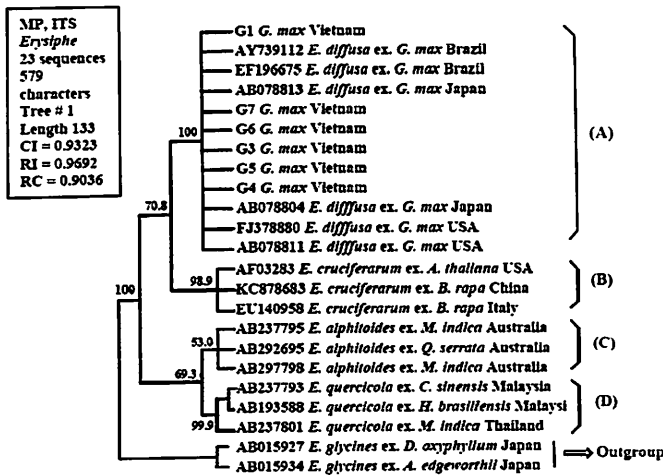 MP, ITS
Erysiphe
23 sequences
579
characters
Tree # 1
Length 133
CI = 0.9323
RI = 0.9692
RC = 0.9036
G1 G. max Vietnam
AY739112 E. diffusa ex. G. max Brazil
EF196675 E. diffusa ex. G. max Brazil
AB078813 E. diffusa ex. G. max Japan
G7 G. max Vietnam
G6 G. max Vietnam
100
G3 G. max Vietnam
(A)
G5 G. max Vietnam
G4 G. max Vietnam
AB078804 E. difffusa ex. G. max Japan
70.8
FJ378880 E. difffusa ex. G. max USA
AB078811 E. difffusa ex. G. max USA
AF03283 E. cruciferarum ex. A. thaliana USA
98.9
KC878683 E. cruciferarum ex. B. rapa China
(B)
100
EU140958 E. cruciferarum ex. B. rapa Italy
AB237795 E. alphitoides ex. M. indica Australia
53.0
AB292695 E. alphitoides ex. Q. serrata Australia
(C)
AB297798 E. alphitoides ex. M. indica Australia
69.3
AB237793 E. quercicola ex. C. sinensis Malaysia
AB193588 E. quercicola ex. H. brasiliensis Malaysi
(D)
99.9
AB237801 E. quercicola ex. M. indica Thailand
AB015927 E. glycines ex. D. oxyphyllum Japan
Outgroup
AB015934 E. glycines ex. A. edgeworthii Japan